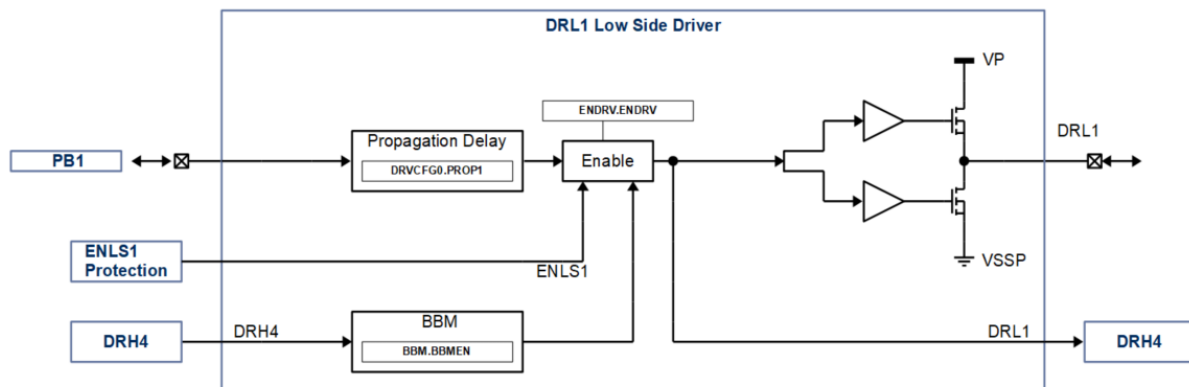 DRL1 Low Side Driver
VP
ENDRV.ENDRV
Propagation Delay
DRL1
PB1
DRVCFG0.PROP1
Enable
ENLS1
Protection
ENLS1
VSSP
BBM
DRH4
DRH4
BBM.BBMEN
DRL1
DRH4